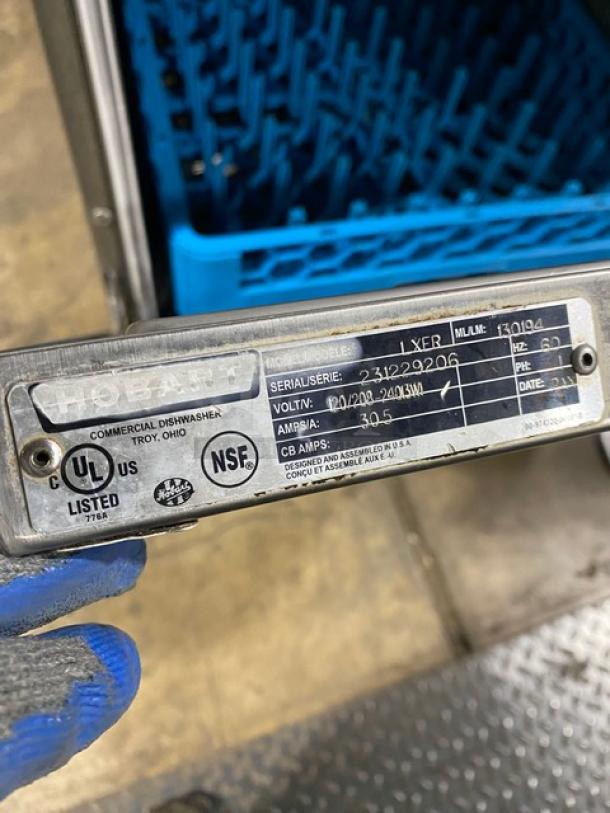 HOBART
COMMERCIAL DISHWASHER
TROY, OHIO
C UL US
LISTED
776A
Hobart
NSF®
LXER
ML/LM: 130194
SERIAL/SÉRIE: 231229206
HZ: 60
VOLT/V: 120/208-240(3W)
PH: 1
AMPS/A: 30.5
DATE:
CB AMPS:
DESIGNED AND ASSEMBLED IN U.S.A.
CONÇU ET ASSEMBLÉ AUX